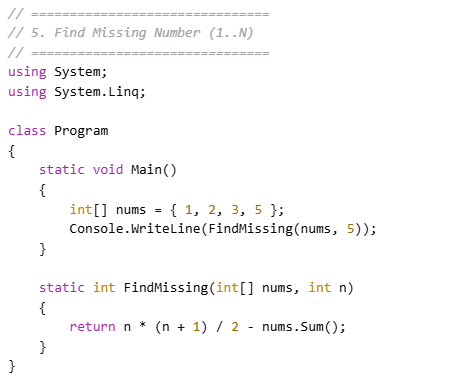 // ==============================
// 5. Find Missing Number (1..N)
// ==============================
using System;
using System.Linq;

class Program
{
    static void Main()
    {
        int[] nums = { 1, 2, 3, 5 };
        Console.WriteLine(FindMissing(nums, 5));
    }

    static int FindMissing(int[] nums, int n)
    {
        return n * (n + 1) / 2 - nums.Sum();
    }
}